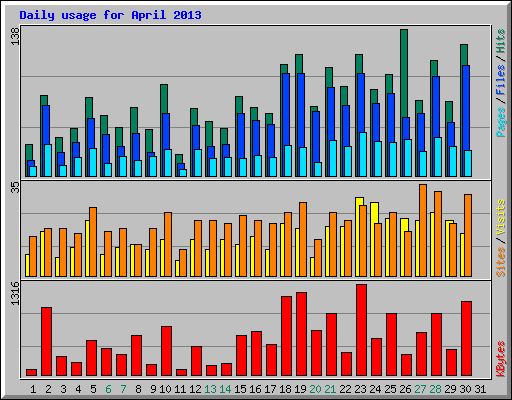 Daily usage for April 2013
138
Pages / Files / Hits
35
Sites / Visits
1316
KBytes
1 2 3 4 5 6 7 8 9 10 11 12 13 14 15 16 17 18 19 20 21 22 23 24 25 26 27 28 29 30 31